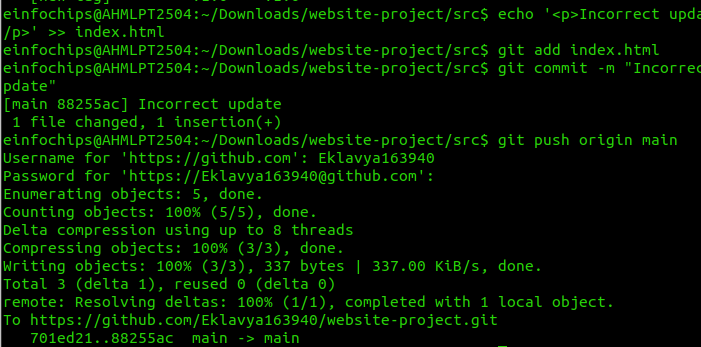 einfochips@AHMLPT2504:~/Downloads/website-project/src$ echo '<p>Incorrect upda
/p>' >> index.html
einfochips@AHMLPT2504:~/Downloads/website-project/src$ git add index.html
einfochips@AHMLPT2504:~/Downloads/website-project/src$ git commit -m "Incorrec
pdate"
[main 88255ac] Incorrect update
 1 file changed, 1 insertion(+)
einfochips@AHMLPT2504:~/Downloads/website-project/src$ git push origin main
Username for 'https://github.com': Eklavya163940
Password for 'https://Eklavya163940@github.com':
Enumerating objects: 5, done.
Counting objects: 100% (5/5), done.
Delta compression using up to 8 threads
Compressing objects: 100% (3/3), done.
Writing objects: 100% (3/3), 337 bytes | 337.00 KiB/s, done.
Total 3 (delta 1), reused 0 (delta 0)
remote: Resolving deltas: 100% (1/1), completed with 1 local object.
To https://github.com/Eklavya163940/website-project.git
   701ed21..88255ac  main -> main